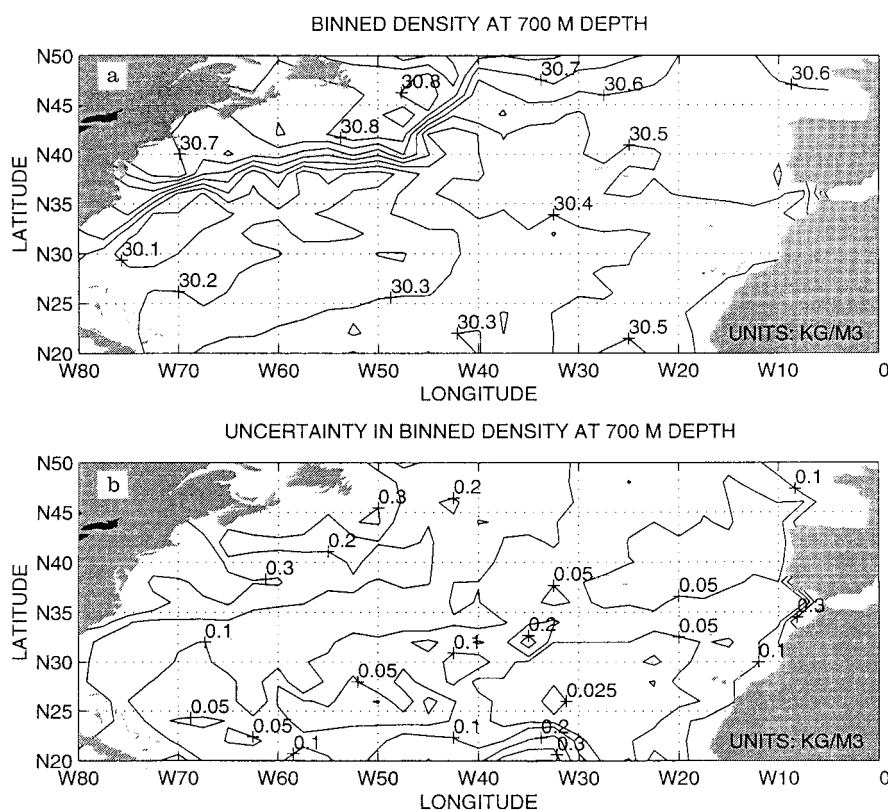 BINNED DENSITY AT 700 M DEPTH
N50
a
30.8
30.7
30.6
30.6
N45
30.8
30.7
30.5
N40
LATITUDE
N35
30.4
30.1
N30
30.2
30.3
N25
30.3
30.5
UNITS: KG/M3
N20
W80 W70 W60 W50 W40 W30 W20 W10 0
LONGITUDE
UNCERTAINTY IN BINNED DENSITY AT 700 M DEPTH
N50
b
0.3
0.2
0.1
N45
0.2
N40
0.3
0.05
0.05
LATITUDE
N35
0.3
0.1
0.2
0.05
0.1
0.1
N30
0.05
0.025
N25
0.05
0.05
0.1
0.1
0.2
0.3
UNITS: KG/M3
N20
W80 W70 W60 W50 W40 W30 W20 W10 0
LONGITUDE